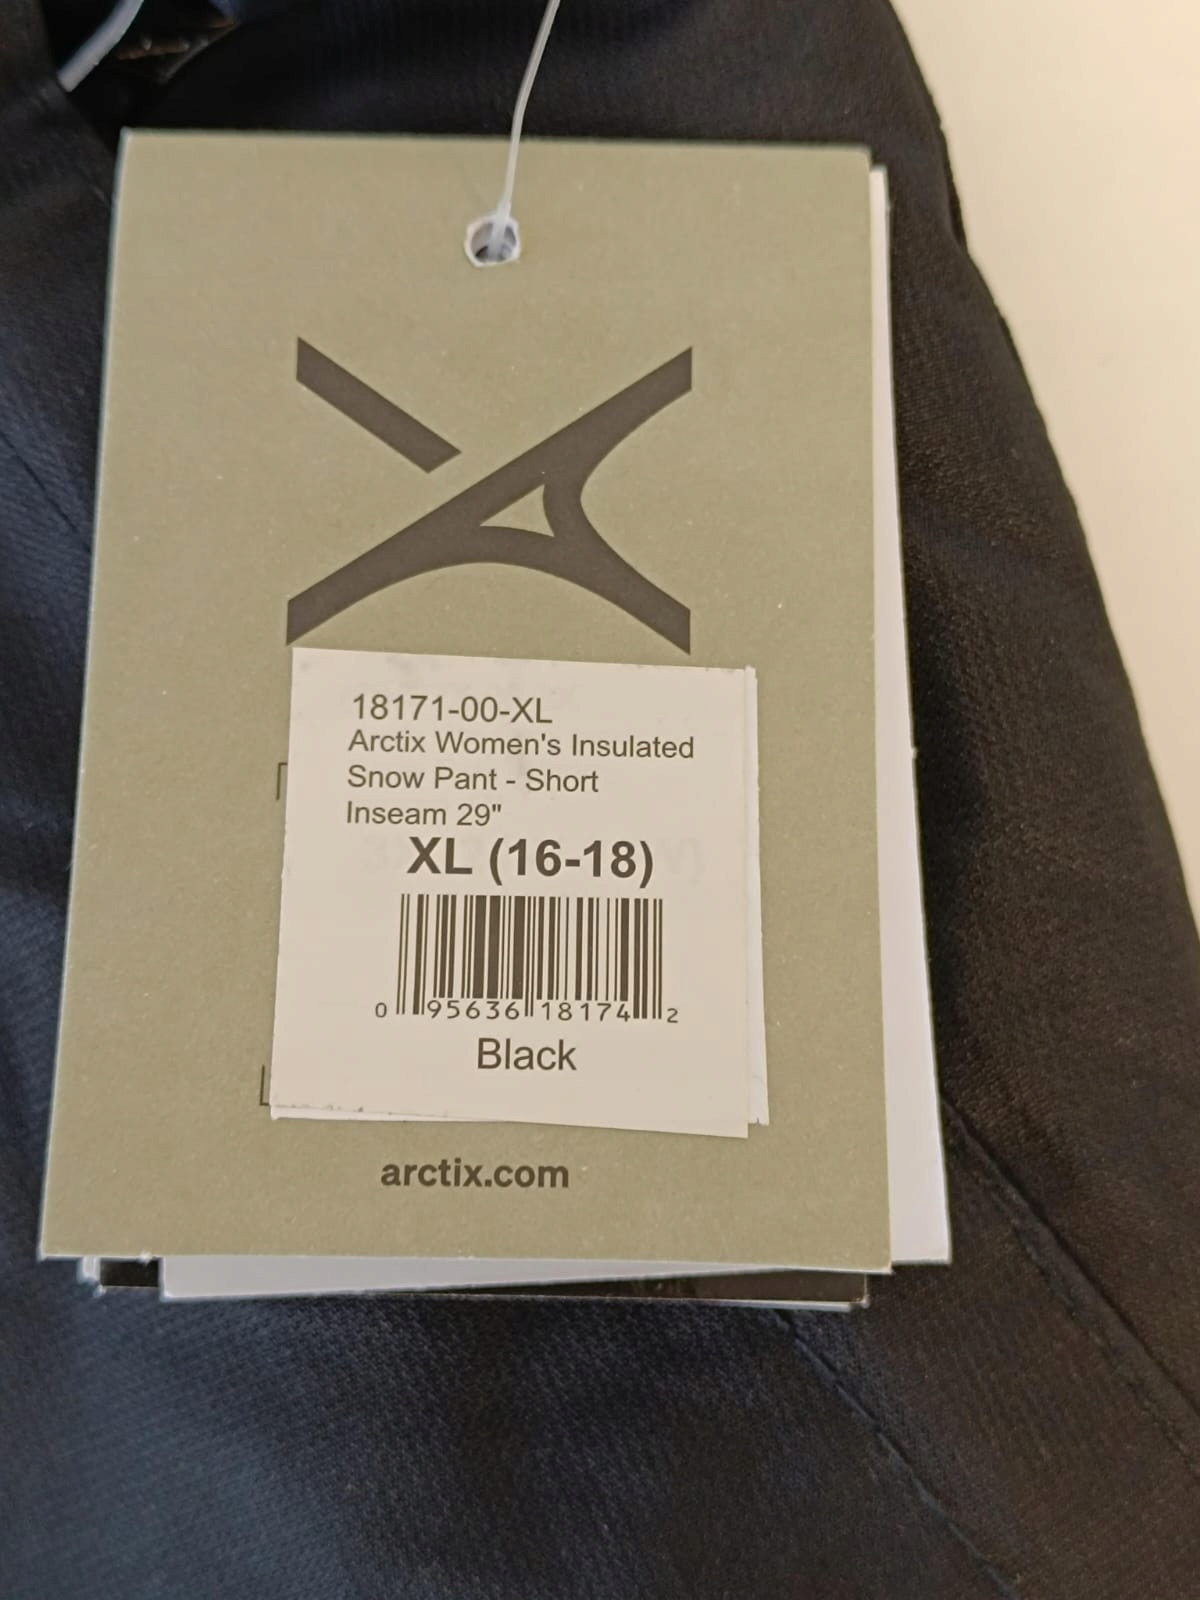 18171-00-XL
Arctix Women's Insulated
Snow Pant - Short
Inseam 29"
XL (16-18)
0 95636 18174 2
Black
arctix.com